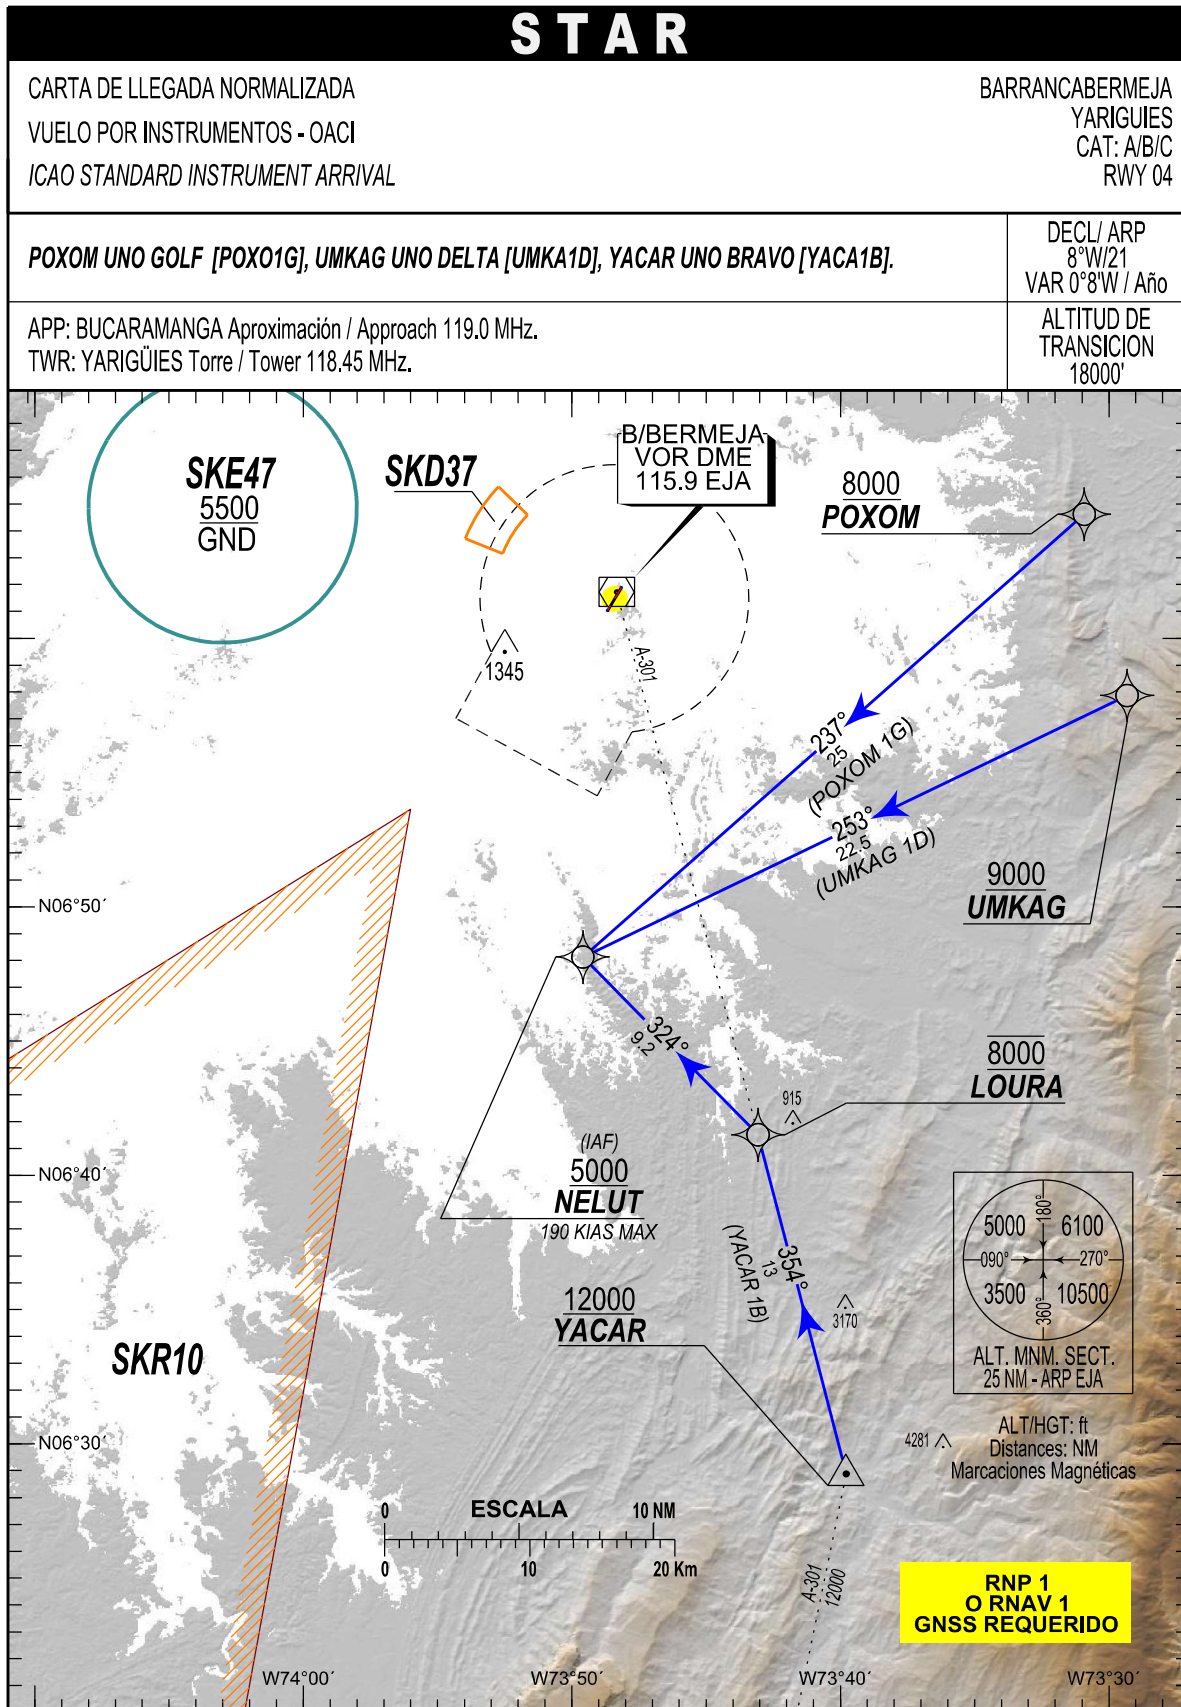 STAR
CARTA DE LLEGADA NORMALIZADA
VUELO POR INSTRUMENTOS - OACI
ICAO STANDARD INSTRUMENT ARRIVAL
BARRANCABERMEJA
YARIGUIES
CAT: A/B/C
RWY 04
POXOM UNO GOLF [POXO1G], UMKAG UNO DELTA [UMKA1D], YACAR UNO BRAVO [YACA1B].
DECL/ ARP
8°W/21
VAR 0°8'W / Año
APP: BUCARAMANGA Aproximación / Approach 119.0 MHz.
TWR: YARIGÜIES Torre / Tower 118.45 MHz.
ALTITUD DE
TRANSICION
18000'
SKE47
5500
GND
SKD37
B/BERMEJA
VOR DME
115.9 EJA
8000
POXOM
1345
A-301
237°
25
(POXOM 1G)
253°
22.5
(UMKAG 1D)
9000
UMKAG
N06°50´
324°
9.2
8000
LOURA
915
(IAF)
5000
NELUT
190 KIAS MAX
N06°40´
354°
13
(YACAR 1B)
12000
YACAR
3170
SKR10
5000
180°
6100
090°
270°
3500
360°
10500
ALT. MNM. SECT.
25 NM - ARP EJA
ALT/HGT: ft
Distances: NM
Marcaciones Magnéticas
4281
N06°30´
0
ESCALA
10 NM
0
10
20 Km
A-301
12000
RNP 1
O RNAV 1
GNSS REQUERIDO
W74°00´
W73°50´
W73°40´
W73°30´